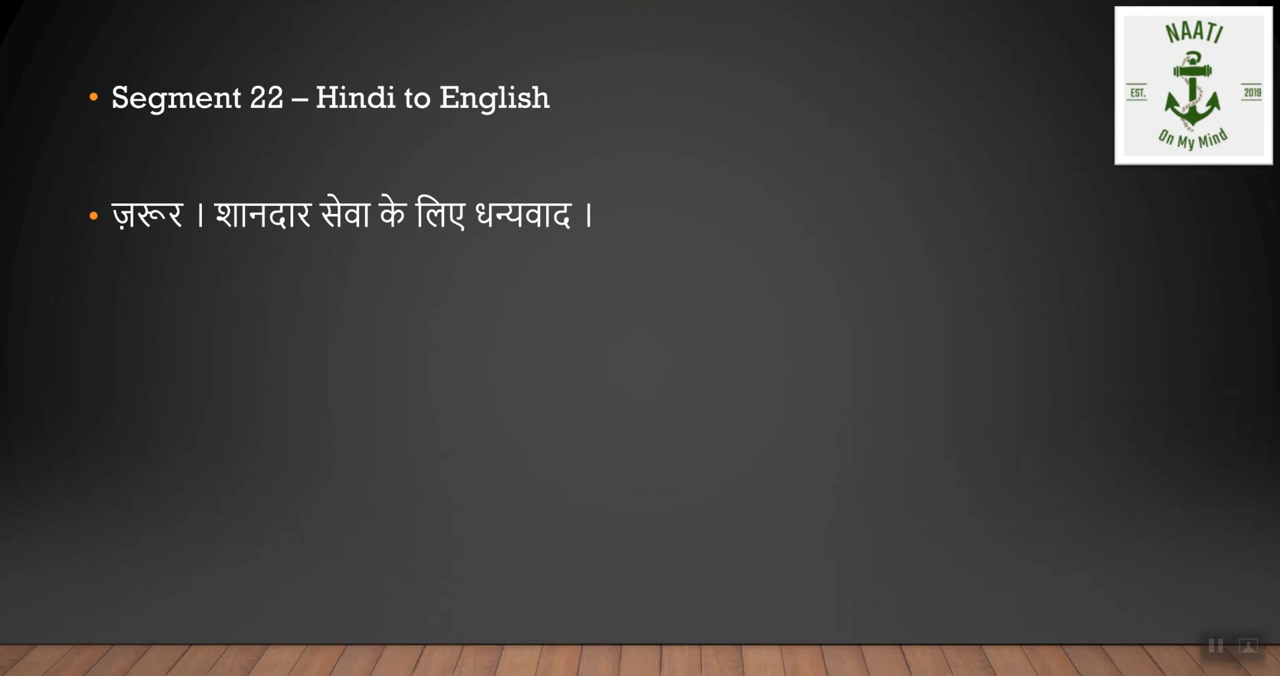 NAATI
EST. 2019
On My Mind
Segment 22 – Hindi to English
ज़रूर । शानदार सेवा के लिए धन्यवाद ।